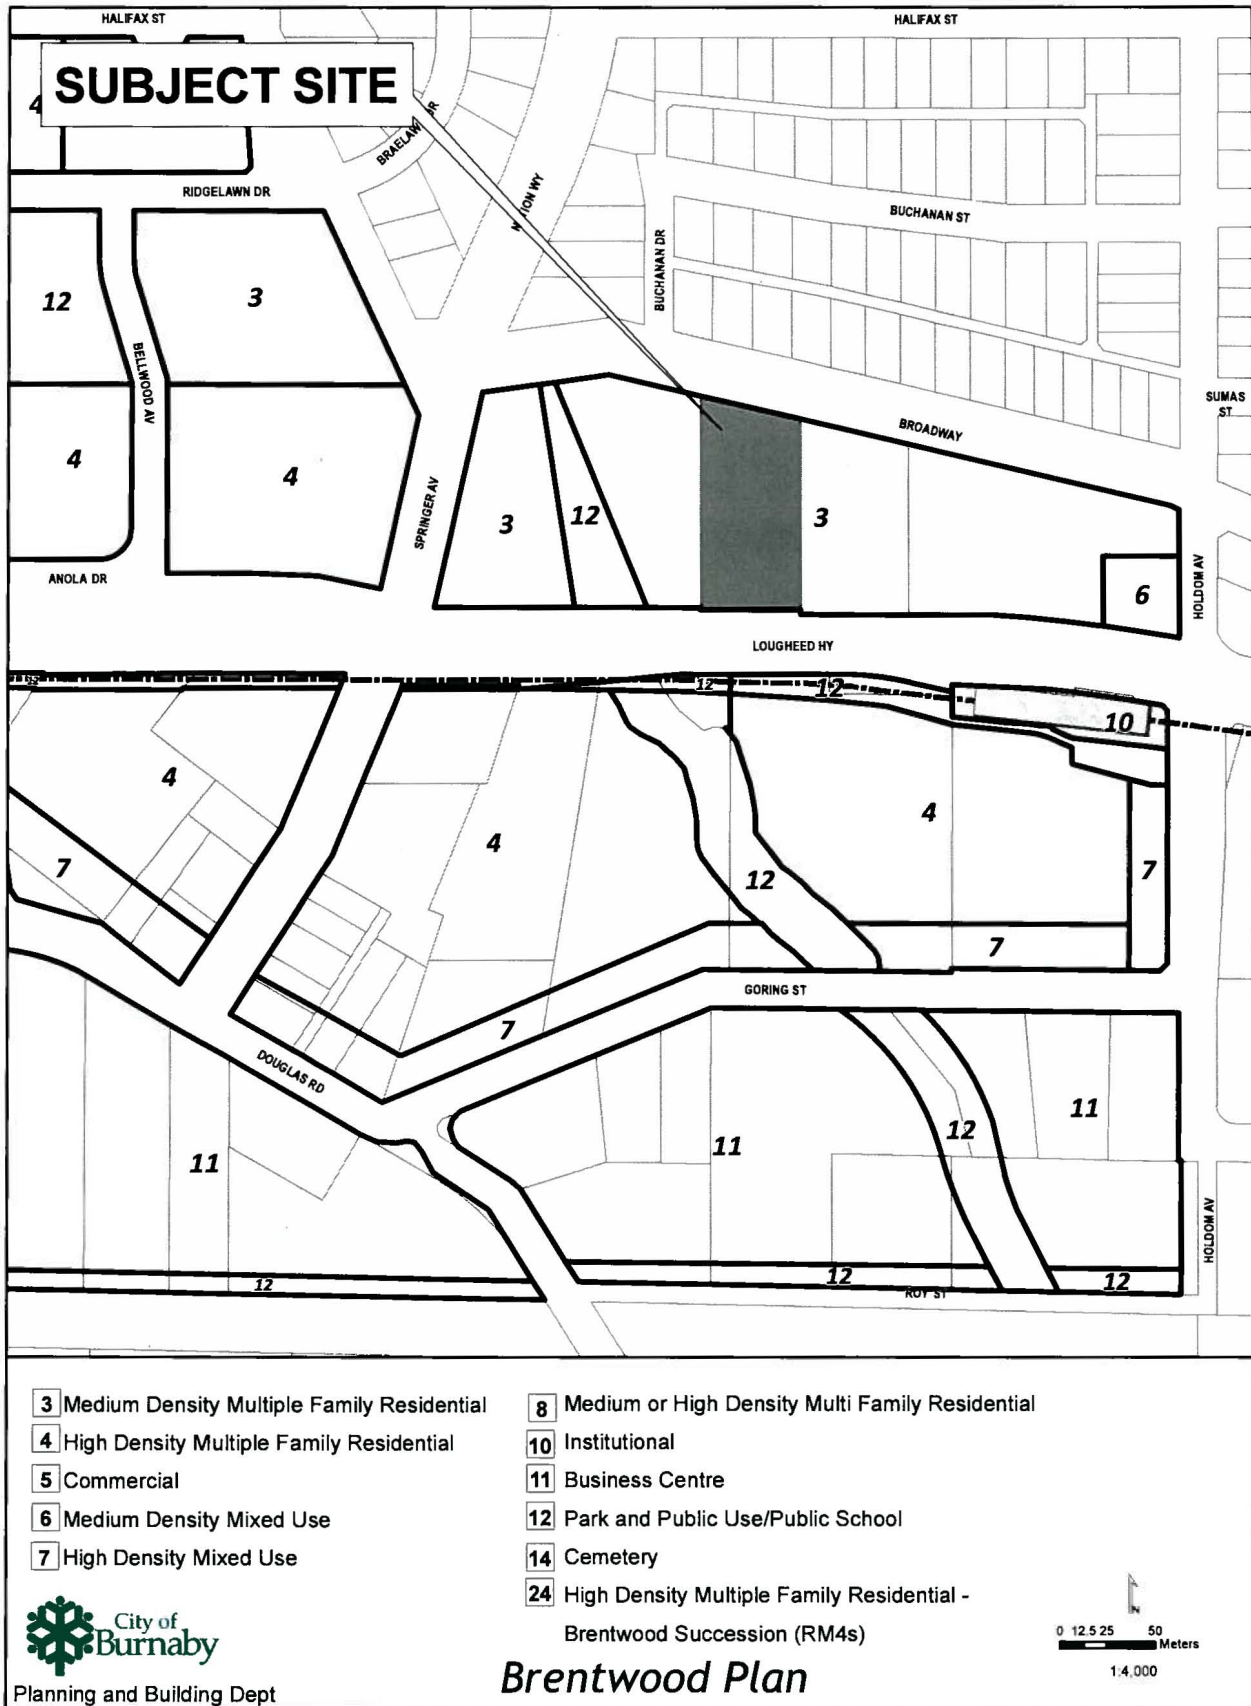 HALIFAX ST
HALIFAX ST
SUBJECT SITE
4
BRAELAWN DR
RIDGELAWN DR
BUCHANAN ST
BUCHANAN DR
12
3
BELLWOOD AV
SUMAS
ST
BROADWAY
4
4
SPRINGER AV
3
12
3
ANOLA DR
6
HOLDOM AV
LOUGHEED HY
12
12
10
4
4
4
7
12
7
7
GORING ST
7
DOUGLAS RD
11
12
11
11
HOLDOM AV
12
12
12
ROY ST
3 Medium Density Multiple Family Residential
4 High Density Multiple Family Residential
5 Commercial
6 Medium Density Mixed Use
7 High Density Mixed Use
8 Medium or High Density Multi Family Residential
10 Institutional
11 Business Centre
12 Park and Public Use/Public School
14 Cemetery
24 High Density Multiple Family Residential -
Brentwood Succession (RM4s)
City of
Burnaby
Planning and Building Dept
Brentwood Plan
N
0 12.5 25 50
Meters
1:4,000